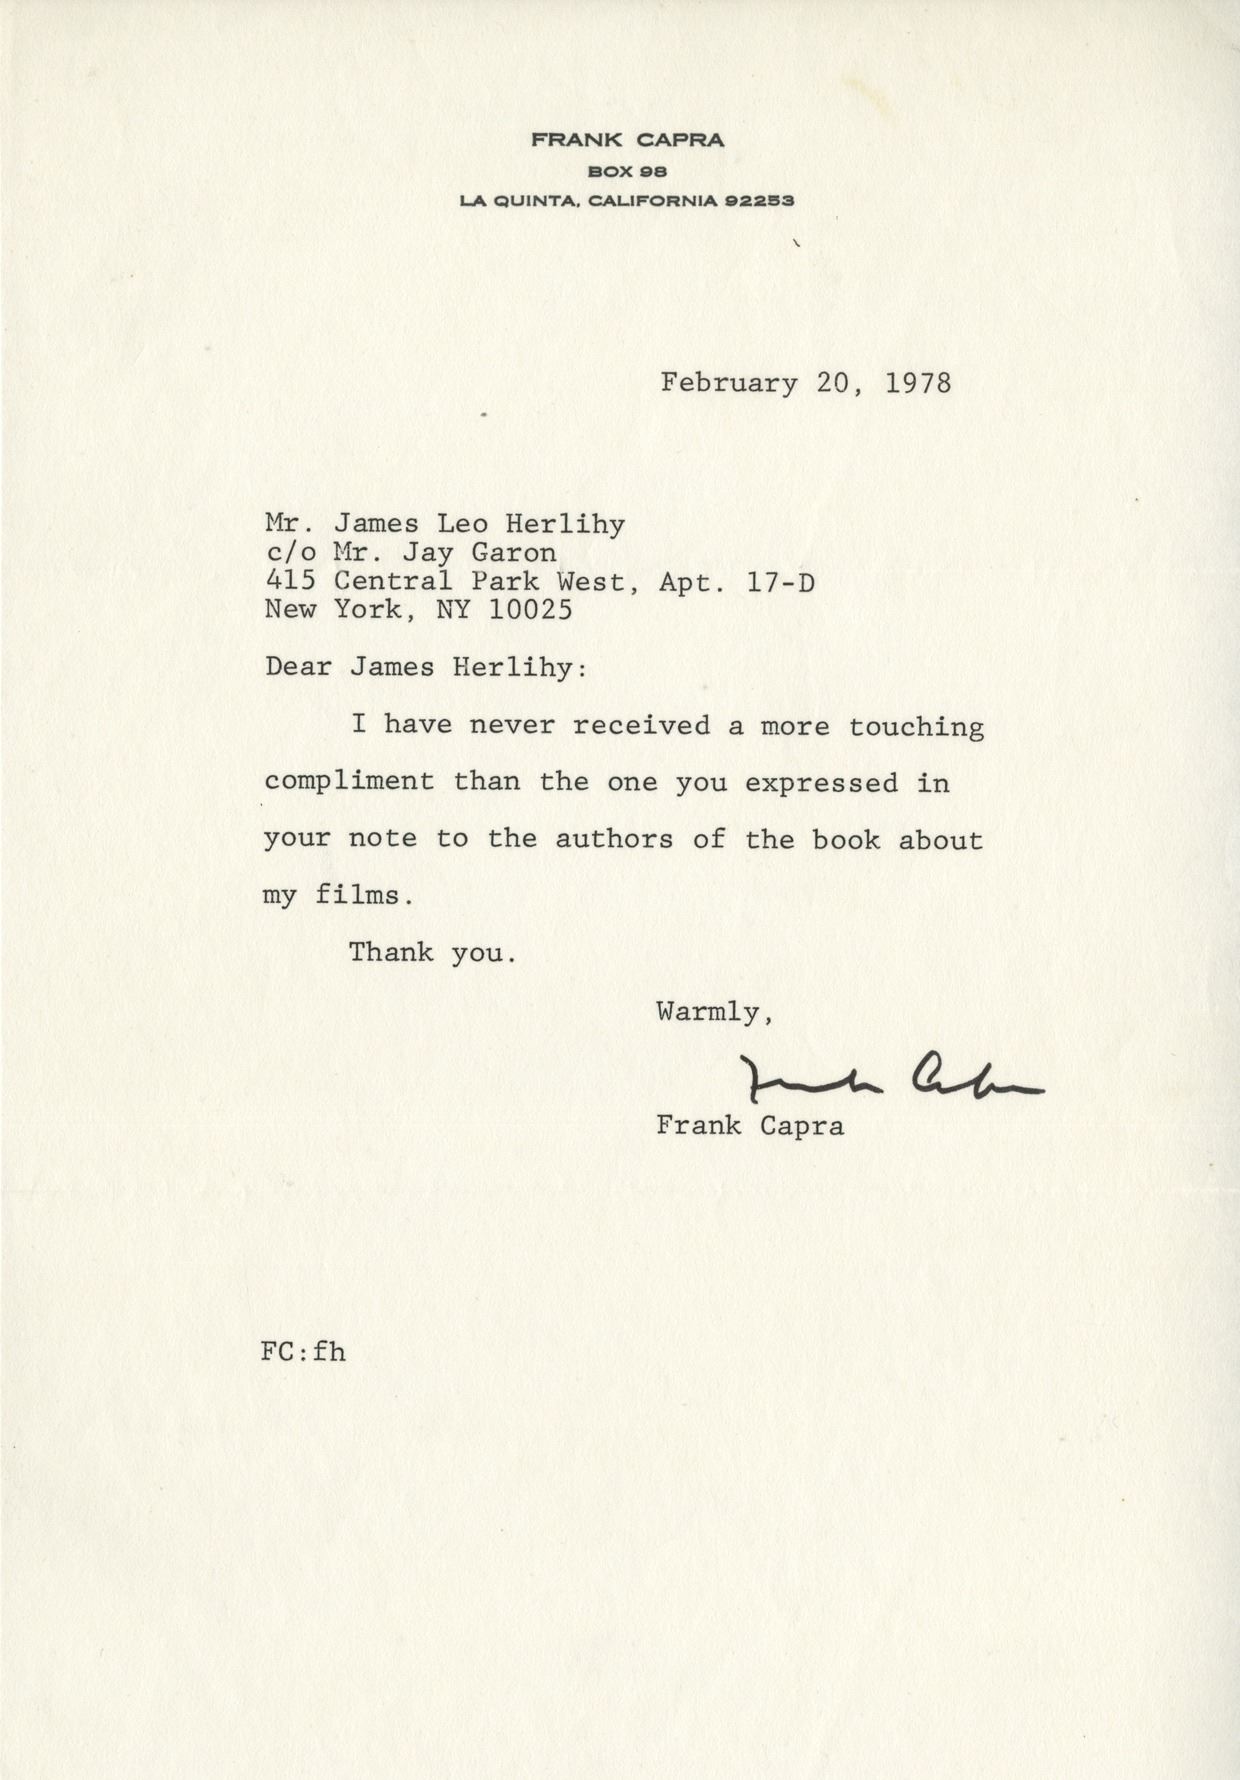 FRANK CAPRA
BOX 98
LA QUINTA, CALIFORNIA 92253
February 20, 1978
Mr. James Leo Herlihy
c/o Mr. Jay Garon
415 Central Park West, Apt. 17-D
New York, NY 10025
Dear James Herlihy:
I have never received a more touching
compliment than the one you expressed in
your note to the authors of the book about
my films.
Thank you.
Warmly,
Frank Capra
Frank Capra
FC:fh